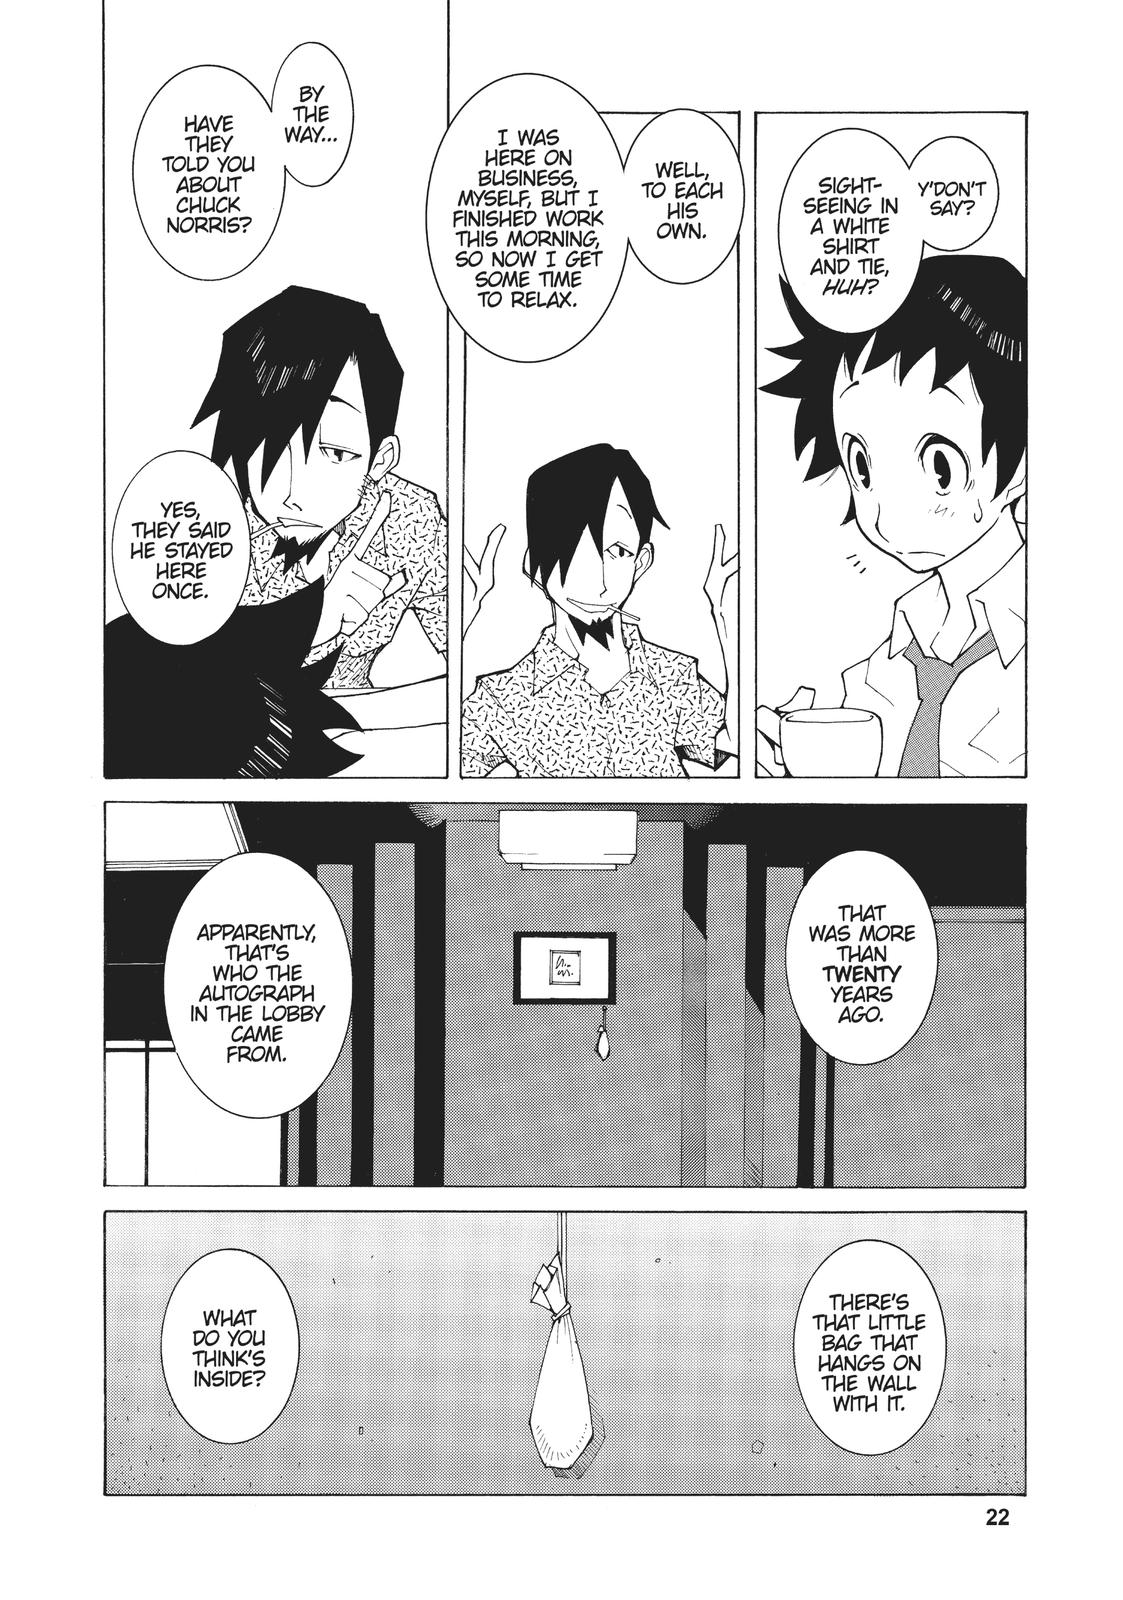 Y'DON'T
SAY?
SIGHT-
SEEING IN
A WHITE
SHIRT
AND TIE,
HUH?
WELL,
TO EACH
HIS
OWN.
I WAS
HERE ON
BUSINESS,
MYSELF, BUT I
FINISHED WORK
THIS MORNING,
SO NOW I GET
SOME TIME
TO RELAX.
BY
THE
WAY...
HAVE
THEY
TOLD YOU
ABOUT
CHUCK
NORRIS?
YES,
THEY SAID
HE STAYED
HERE
ONCE.
THAT
WAS MORE
THAN
TWENTY
YEARS
AGO.
APPARENTLY,
THAT'S
WHO THE
AUTOGRAPH
IN THE LOBBY
CAME
FROM.
THERE'S
THAT LITTLE
BAG THAT
HANGS ON
THE WALL
WITH IT.
WHAT
DO YOU
THINK'S
INSIDE?
22